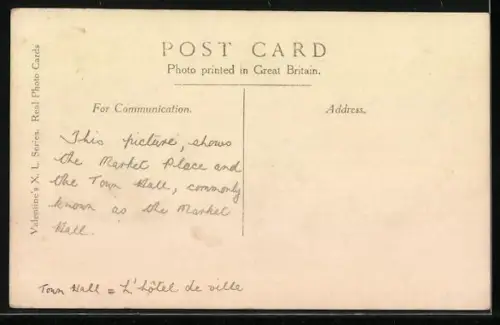 POST CARD
Photo printed in Great Britain.
For Communication.
Address.
Valentine's X. L. Series. Real Photo Cards
This picture, shows
the Market Place and
the Town Hall, commonly
known as the Market
Hall.
Town Hall = L'hôtel de ville